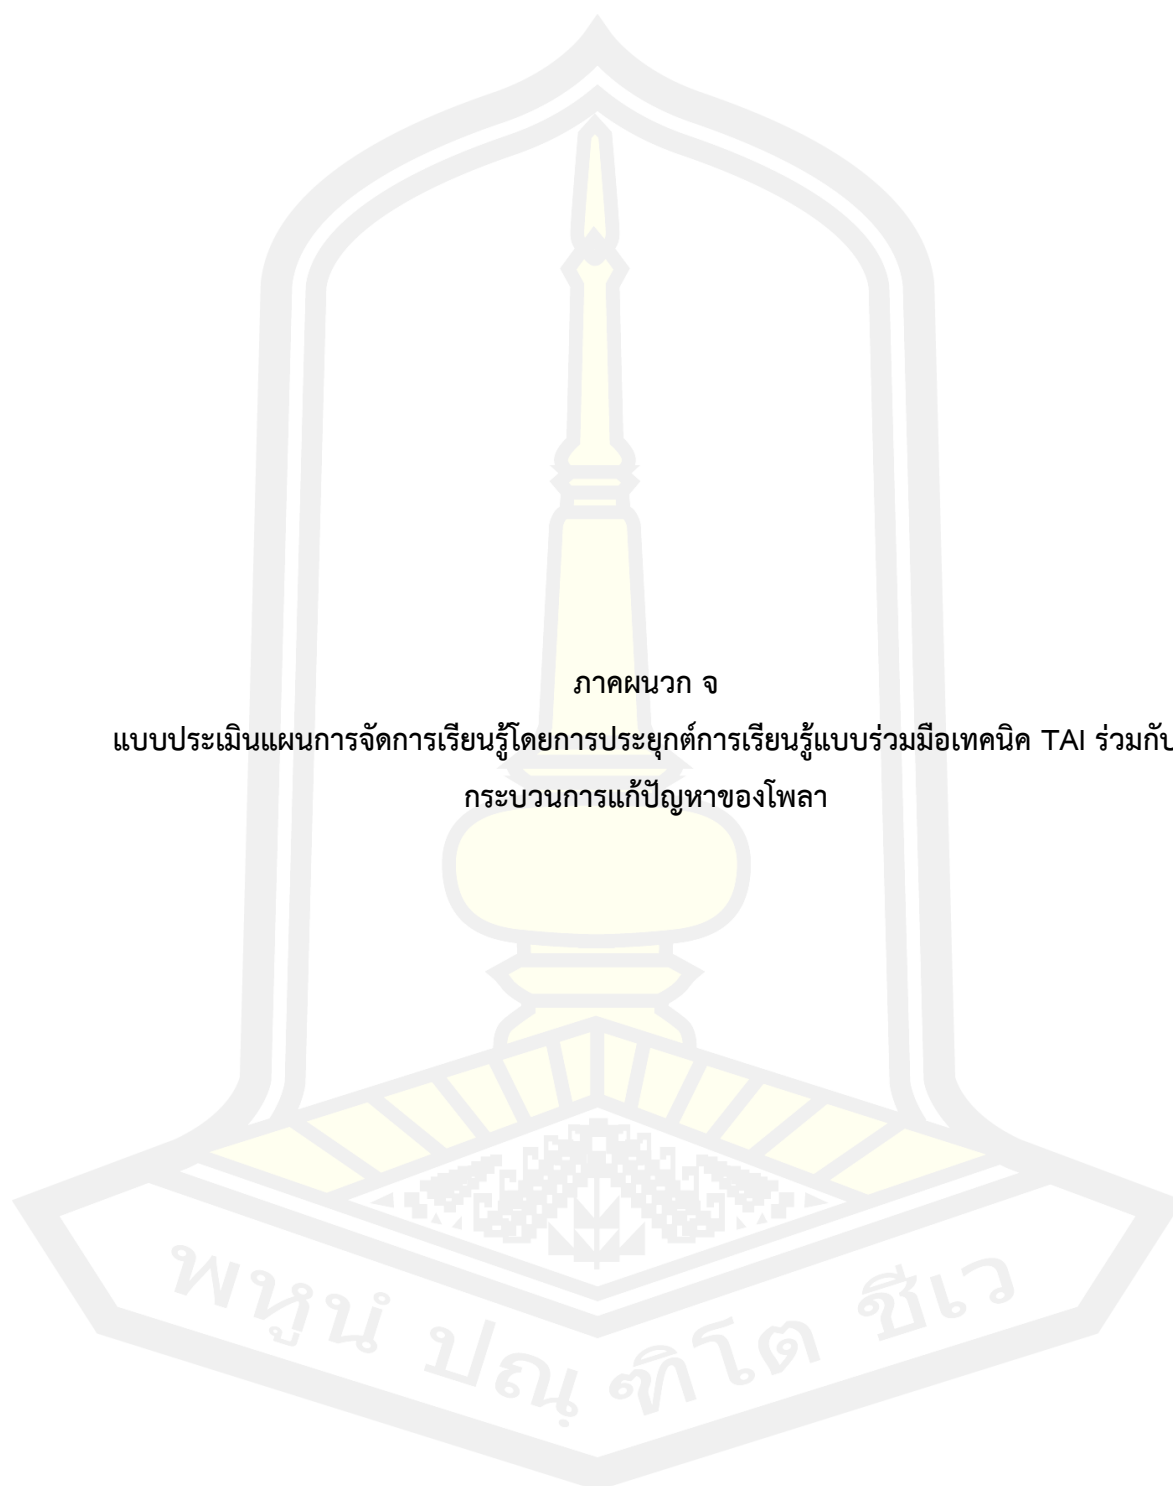 ภาคผนวก จ
แบบประเมินแผนการจัดการเรียนรู้โดยการประยุกต์การเรียนรู้แบบร่วมมือเทคนิค TAI ร่วมกับ
กระบวนการแก้ปัญหาของโพลา
พหูนํ ปณฺฑิโต ชีเว